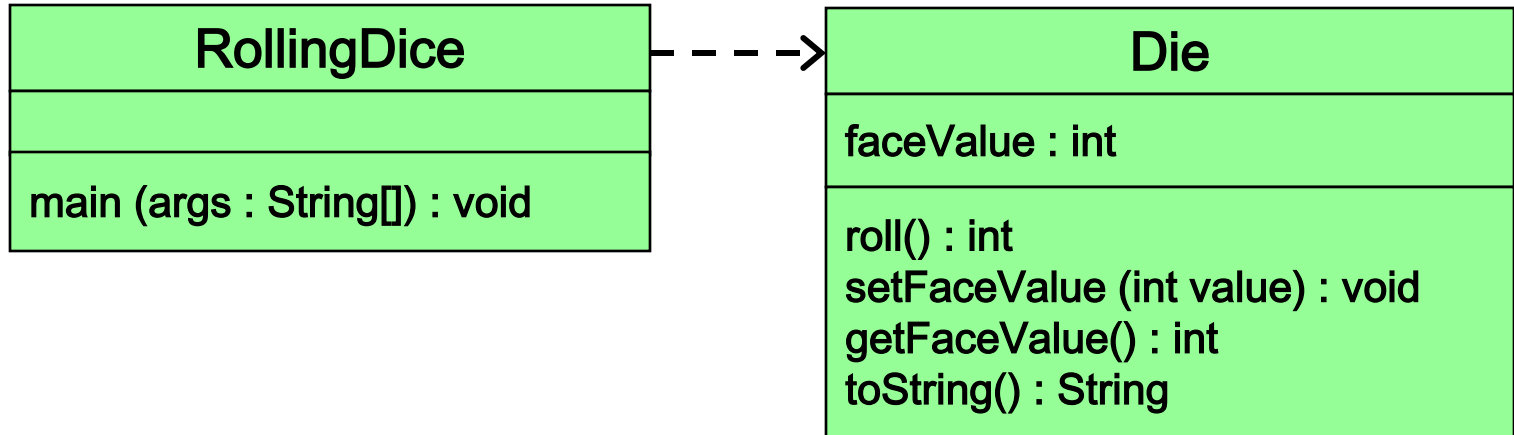 RollingDice
main (args : String[]) : void
Die
faceValue : int
roll() : int
setFaceValue (int value) : void
getFaceValue() : int
toString() : String